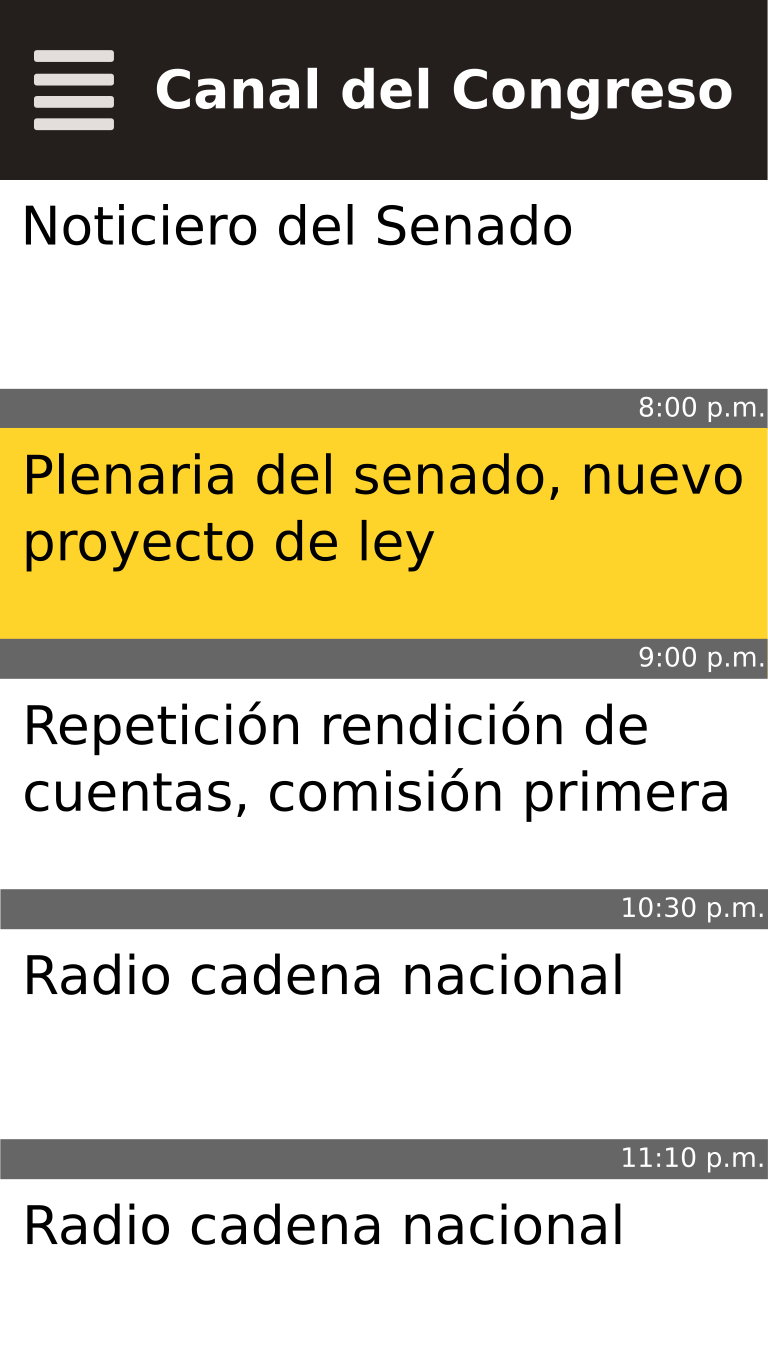 Canal del Congreso
Noticiero del Senado
8:00 p.m.
Plenaria del senado, nuevo
proyecto de ley
9:00 p.m.
Repetición rendición de
cuentas, comisión primera
10:30 p.m.
Radio cadena nacional
11:10 p.m.
Radio cadena nacional